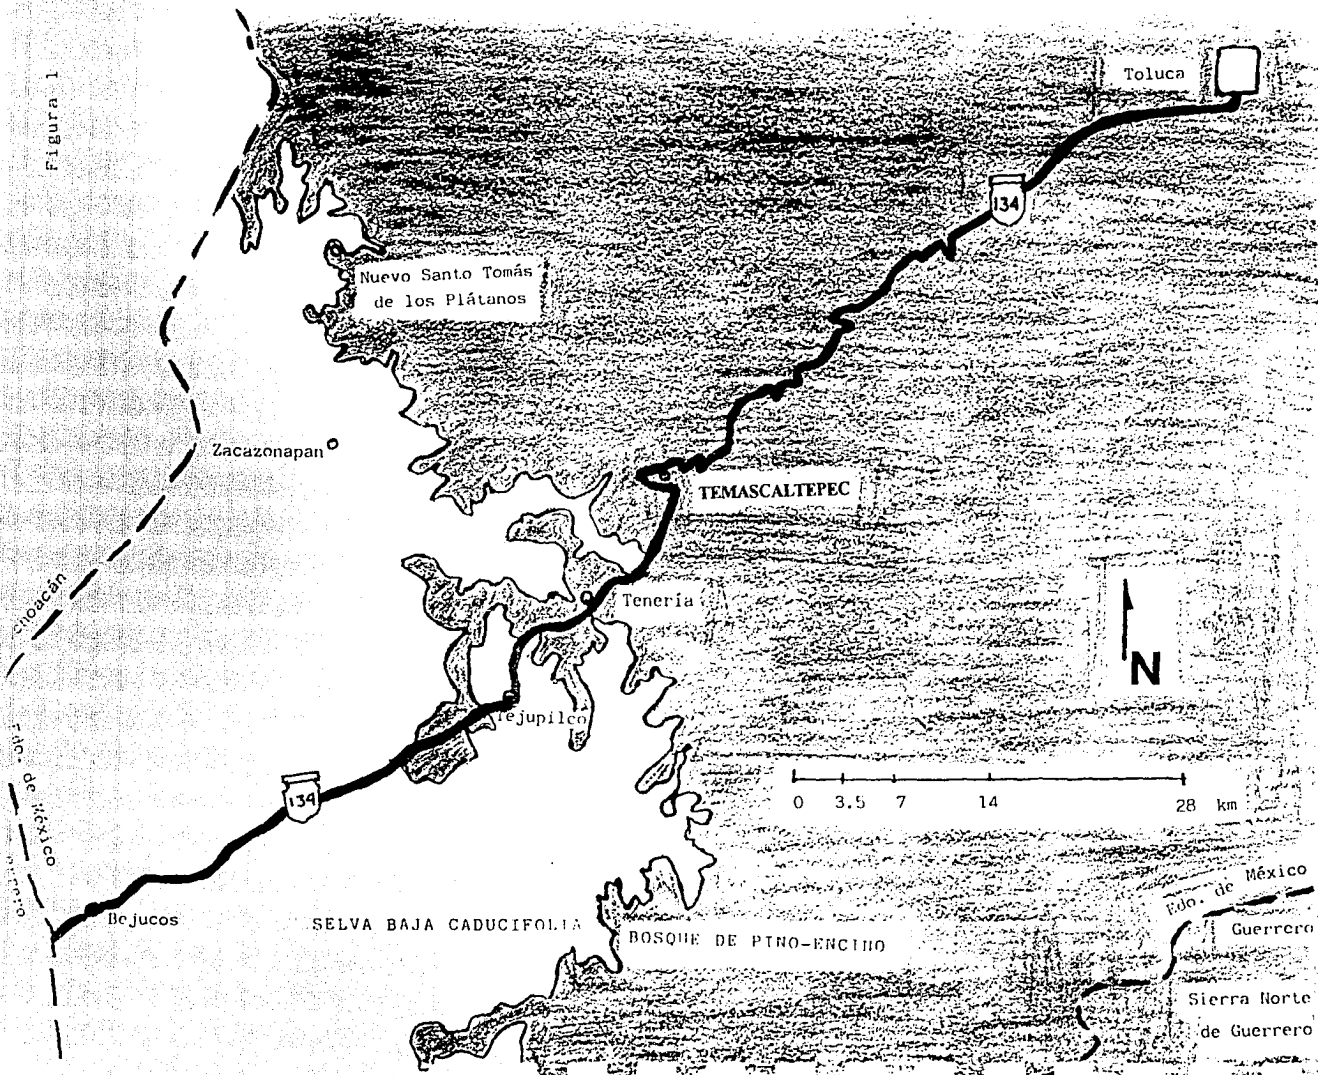 Figura 1
Toluca
134
Nuevo Santo Tomás
de los Plátanos
Zacazonapan
TEMASCALTEPEC
choacán
Tenería
N
Tejupilco
Edo. de México
134
0 3.5 7 14 28 km
Edo. de México
Guerrero
Bejucos
SELVA BAJA CADUCIFOLIA
BOSQUE DE PINO-ENCINO
Sierra Norte
de Guerrero